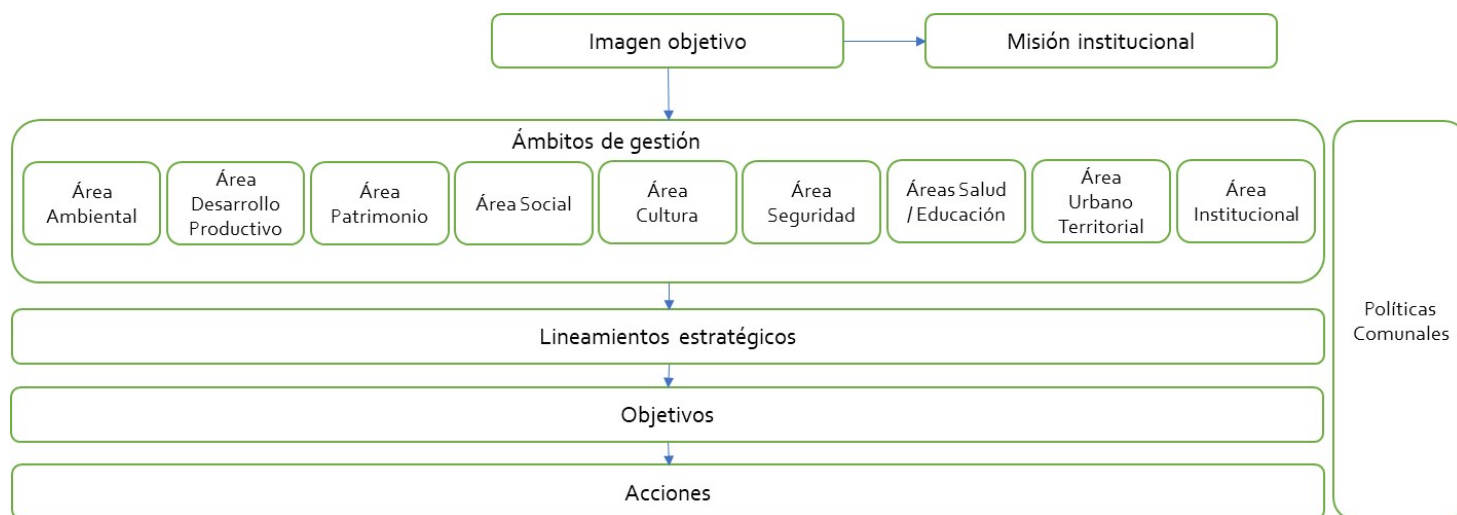 Imagen objetivo
Misión institucional
Ámbitos de gestión
Área
Ambiental
Área
Desarrollo
Productivo
Área
Patrimonio
Área Social
Área
Cultura
Área
Seguridad
Áreas Salud
/ Educación
Área
Urbano
Territorial
Área
Institucional
Lineamientos estratégicos
Objetivos
Acciones
Políticas
Comunales